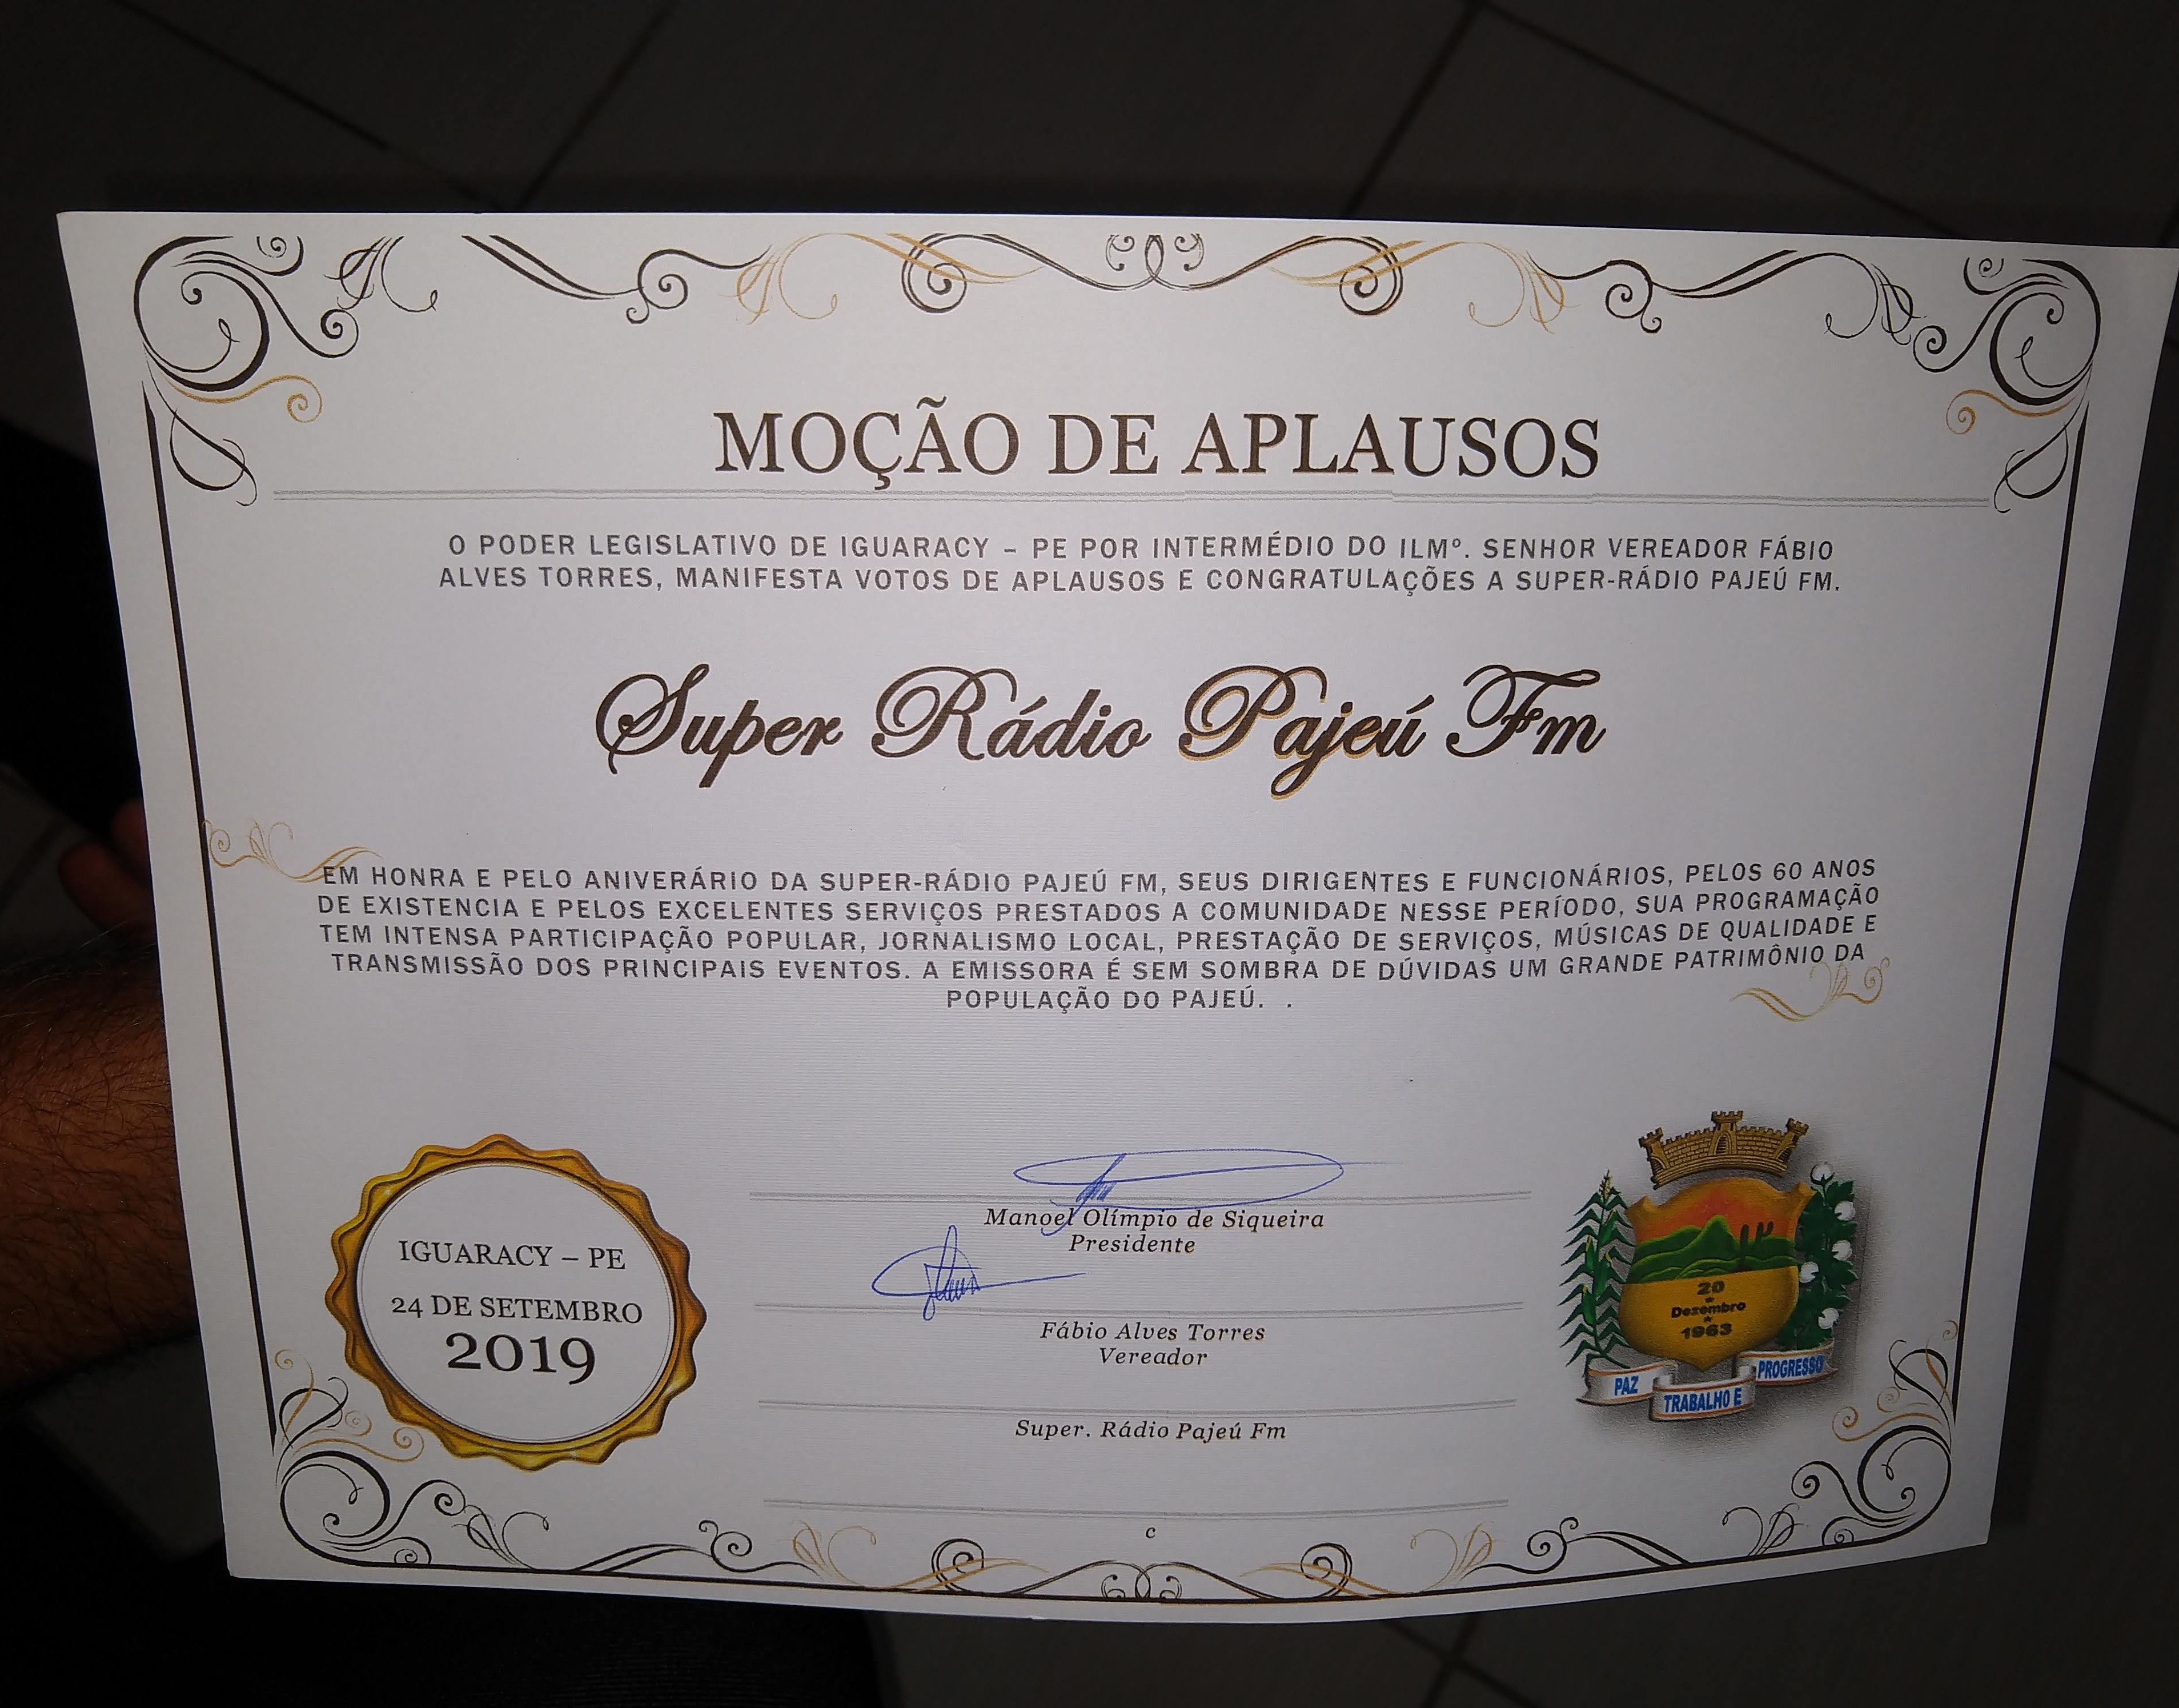 MOÇÃO DE APLAUSOS
O PODER LEGISLATIVO DE IGUARACY – PE POR INTERMÉDIO DO ILMº. SENHOR VEREADOR FÁBIO
ALVES TORRES, MANIFESTA VOTOS DE APLAUSOS E CONGRATULAÇÕES A SUPER-RÁDIO PAJEÚ FM.
Super Rádio Pajeú Fm
EM HONRA E PELO ANIVERÁRIO DA SUPER-RÁDIO PAJEÚ FM, SEUS DIRIGENTES E FUNCIONÁRIOS, PELOS 60 ANOS
DE EXISTENCIA E PELOS EXCELENTES SERVIÇOS PRESTADOS A COMUNIDADE NESSE PERÍODO, SUA PROGRAMAÇÃO
TEM INTENSA PARTICIPAÇÃO POPULAR, JORNALISMO LOCAL, PRESTAÇÃO DE SERVIÇOS, MÚSICAS DE QUALIDADE E
TRANSMISSÃO DOS PRINCIPAIS EVENTOS. A EMISSORA É SEM SOMBRA DE DÚVIDAS UM GRANDE PATRIMÔNIO DA
POPULAÇÃO DO PAJEÚ. .
IGUARACY – PE
24 DE SETEMBRO
2019
Manoel Olímpio de Siqueira
Presidente
Fábio Alves Torres
Vereador
Super. Rádio Pajeú Fm
c
20
Dezembro
1963
PAZ
TRABALHO E
PROGRESSO